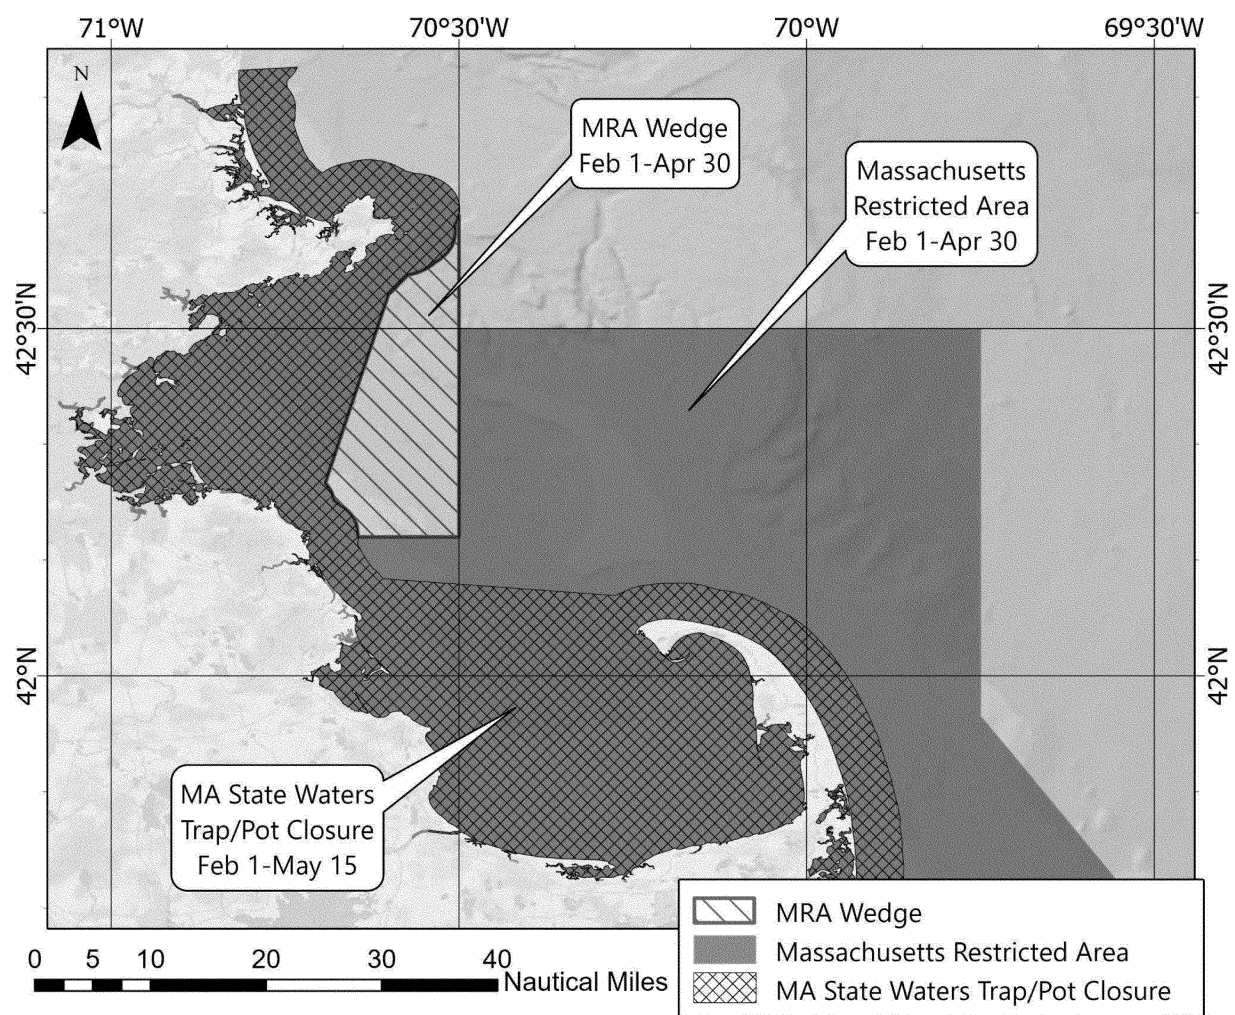 71°W
70°30'W
70°W
69°30'W
N
MRA Wedge
Feb 1-Apr 30
Massachusetts
Restricted Area
Feb 1-Apr 30
42°30'N
42°30'N
42°N
42°N
MA State Waters
Trap/Pot Closure
Feb 1-May 15
MRA Wedge
Massachusetts Restricted Area
MA State Waters Trap/Pot Closure
0 5 10 20 30 40
Nautical Miles